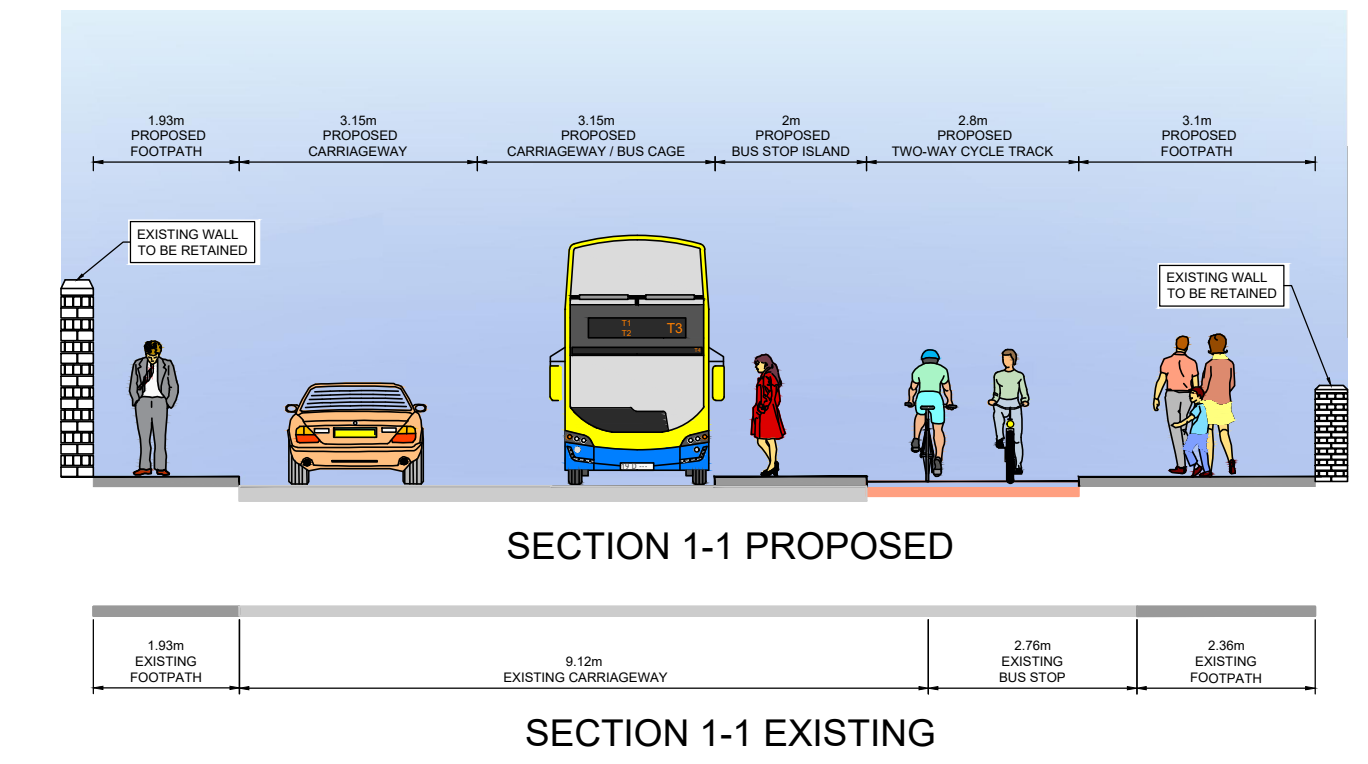 1.93m
PROPOSED
FOOTPATH
3.15m
PROPOSED
CARRIAGEWAY
3.15m
PROPOSED
CARRIAGEWAY / BUS CAGE
2m
PROPOSED
BUS STOP ISLAND
2.8m
PROPOSED
TWO-WAY CYCLE TRACK
3.1m
PROPOSED
FOOTPATH
EXISTING WALL
TO BE RETAINED
EXISTING WALL
TO BE RETAINED
T1
T2
T3
19 D ---
SECTION 1-1 PROPOSED
1.93m
EXISTING
FOOTPATH
9.12m
EXISTING CARRIAGEWAY
2.76m
EXISTING
BUS STOP
2.36m
EXISTING
FOOTPATH
SECTION 1-1 EXISTING